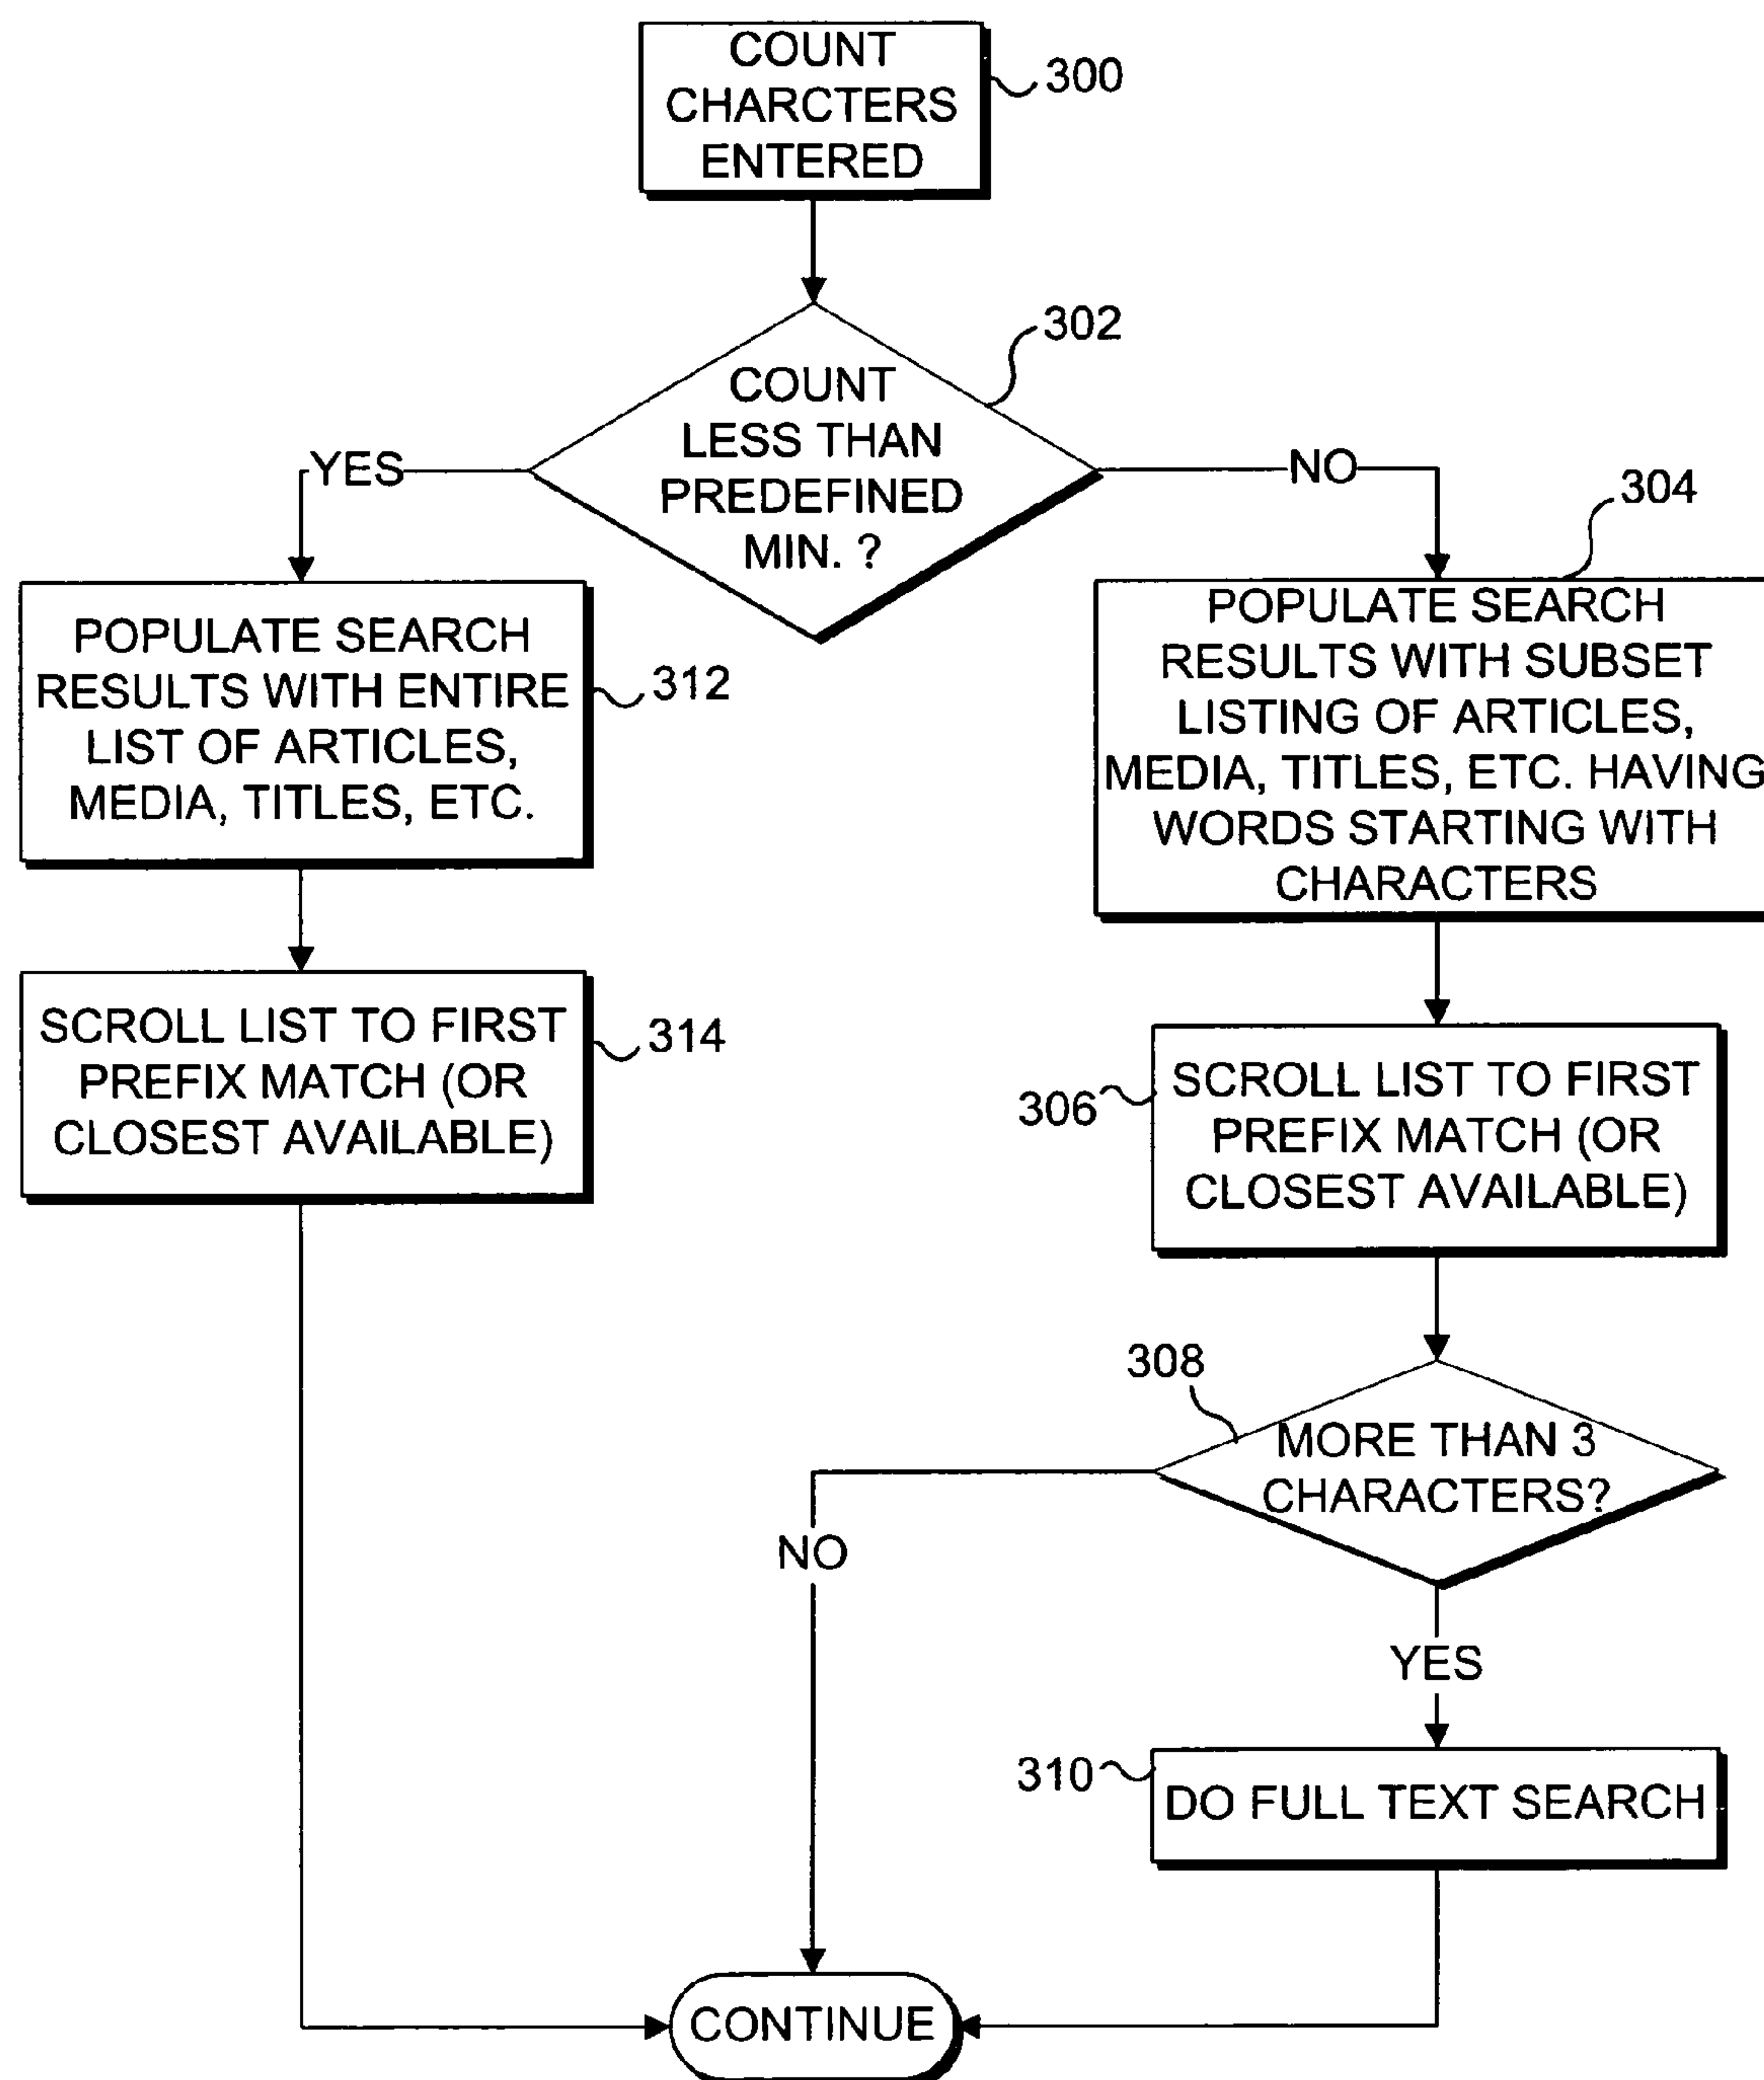 COUNT
CHARCTERS
ENTERED
300
302
COUNT
LESS THAN
PREDEFINED
MIN. ?
YES
NO
304
POPULATE SEARCH
RESULTS WITH ENTIRE
LIST OF ARTICLES,
MEDIA, TITLES, ETC.
312
POPULATE SEARCH
RESULTS WITH SUBSET
LISTING OF ARTICLES,
MEDIA, TITLES, ETC. HAVING
WORDS STARTING WITH
CHARACTERS
SCROLL LIST TO FIRST
PREFIX MATCH (OR
CLOSEST AVAILABLE)
314
306
SCROLL LIST TO FIRST
PREFIX MATCH (OR
CLOSEST AVAILABLE)
308
MORE THAN 3
CHARACTERS?
NO
YES
310
DO FULL TEXT SEARCH
CONTINUE